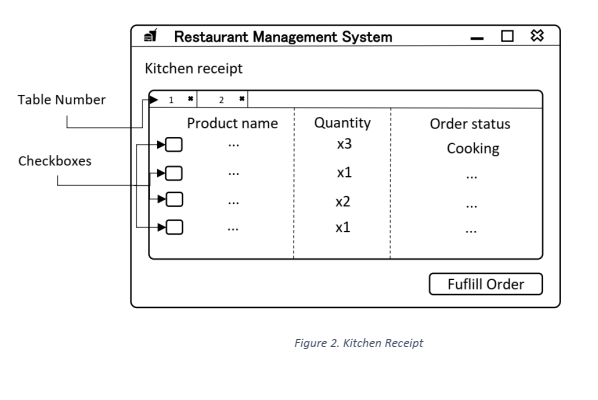 Restaurant Management System
Kitchen receipt
Table Number
1 2
Product name Quantity Order status
... x3 Cooking
Checkboxes
... x1 ...
... x2 ...
... x1 ...
Fuflill Order
Figure 2. Kitchen Receipt